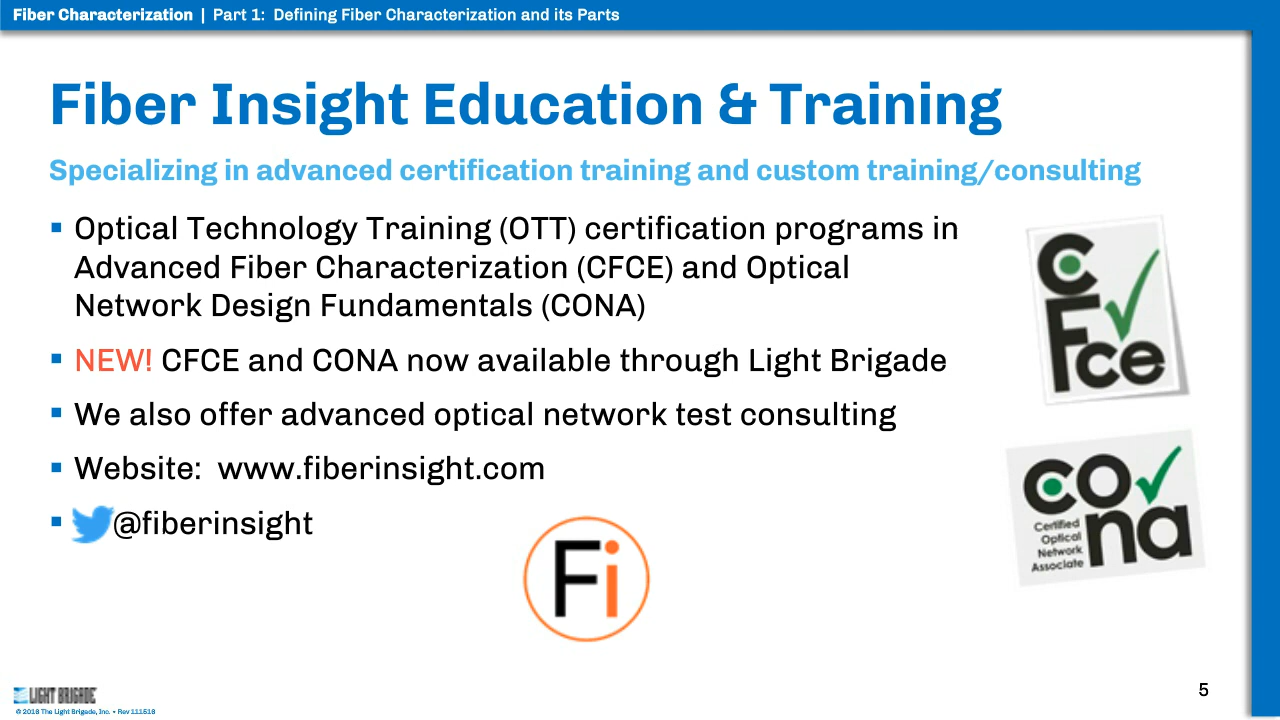 Fiber Characterization | Part 1: Defining Fiber Characterization and its Parts
Fiber Insight Education & Training
Specializing in advanced certification training and custom training/consulting
Optical Technology Training (OTT) certification programs in
Advanced Fiber Characterization (CFCE) and Optical
Network Design Fundamentals (CONA)
NEW! CFCE and CONA now available through Light Brigade
We also offer advanced optical network test consulting
Website: www.fiberinsight.com
@fiberinsight
C
Fce
CO
na
Certified
Optical
Network
Associate
Fi
LIGHT BRIGADE
© 2018 The Light Brigade, Inc. • Rev 111518
5